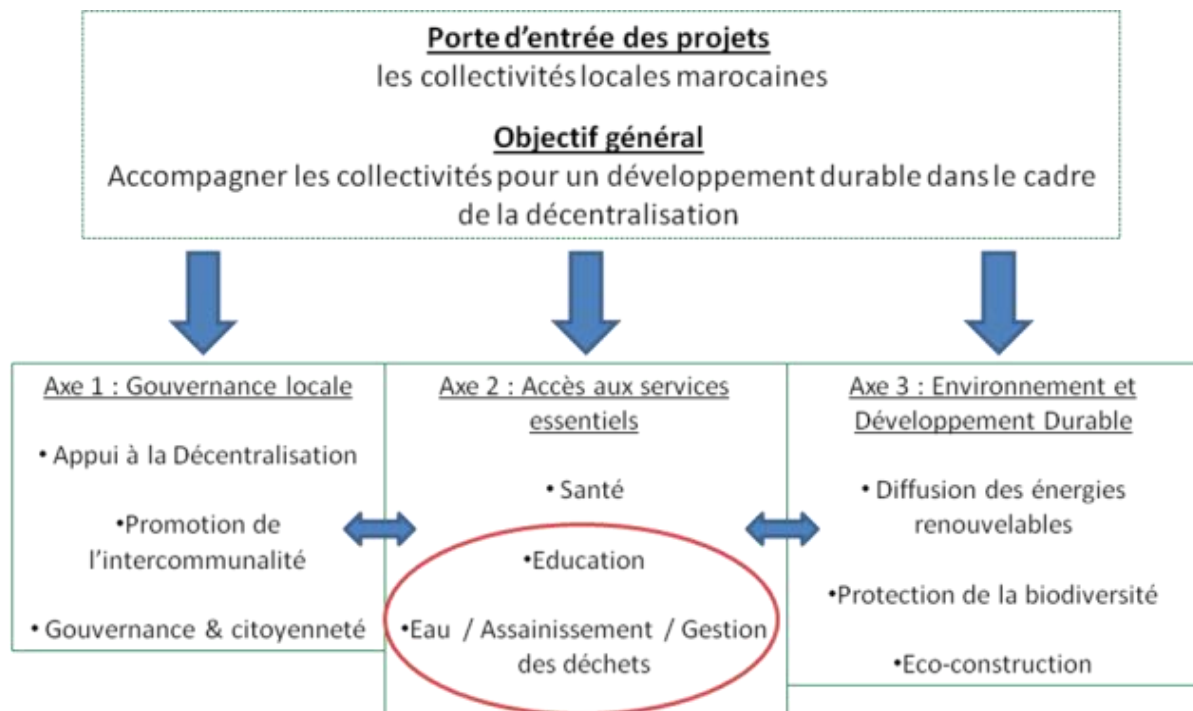 Porte d'entrée des projets
les collectivités locales marocaines
Objectif général
Accompagner les collectivités pour un développement durable dans le cadre
de la décentralisation
Axe 1 : Gouvernance locale
• Appui à la Décentralisation
•Promotion de
l'intercommunalité
• Gouvernance & citoyenneté
Axe 2 : Accès aux services
essentiels
•Santé
•Education
•Eau / Assainissement / Gestion
des déchets
Axe 3 : Environnement et
Développement Durable
• Diffusion des énergies
renouvelables
•Protection de la biodiversité
•Eco-construction